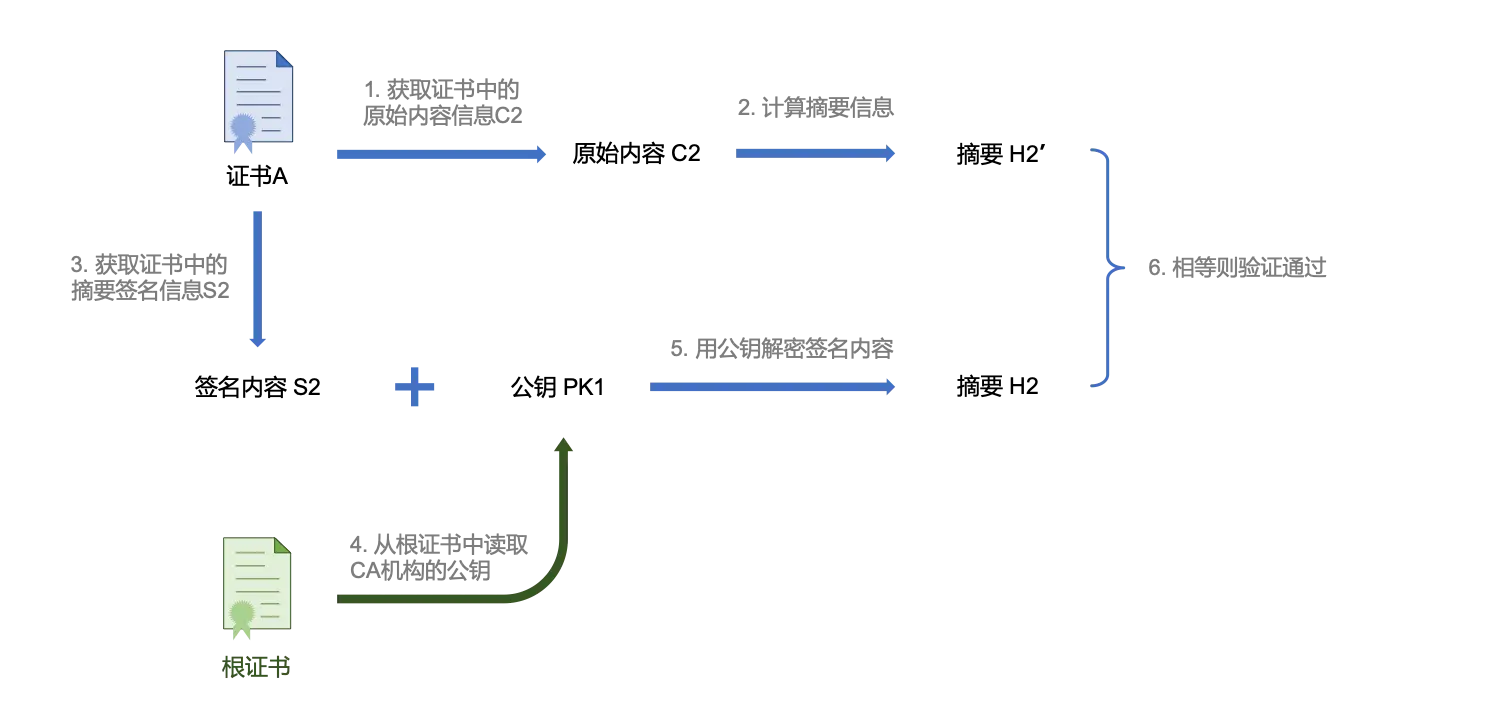 1. 获取证书中的
原始内容信息C2
2. 计算摘要信息
原始内容 C2
摘要 H2′
证书A
3. 获取证书中的
摘要签名信息S2
6. 相等则验证通过
5. 用公钥解密签名内容
签名内容 S2
公钥 PK1
摘要 H2
4. 从根证书中读取
CA机构的公钥
根证书